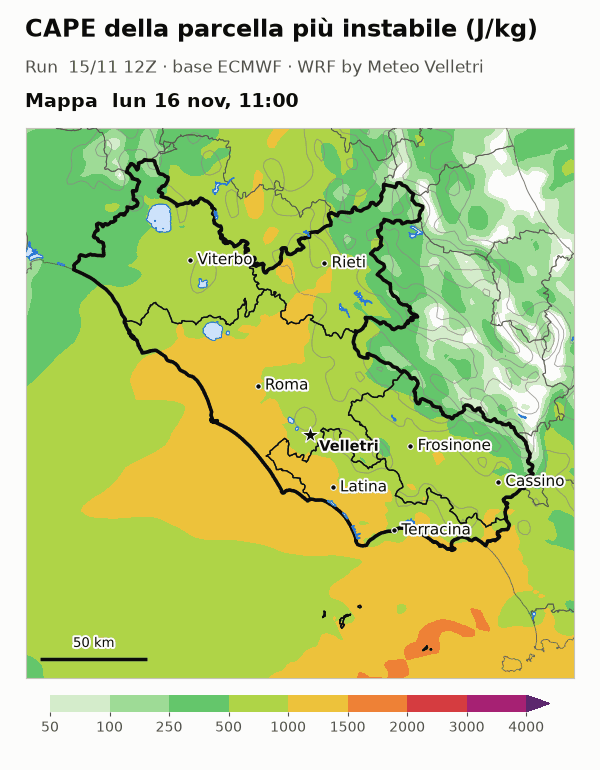 CAPE della parcella più instabile (J/kg)
Run  15/11 12Z · base ECMWF · WRF by Meteo Velletri
Mappa  lun 16 nov, 11:00
Viterbo
Rieti
Roma
Velletri
Frosinone
Cassino
Latina
Terracina
50 km
50 100 250 500 1000 1500 2000 3000 4000